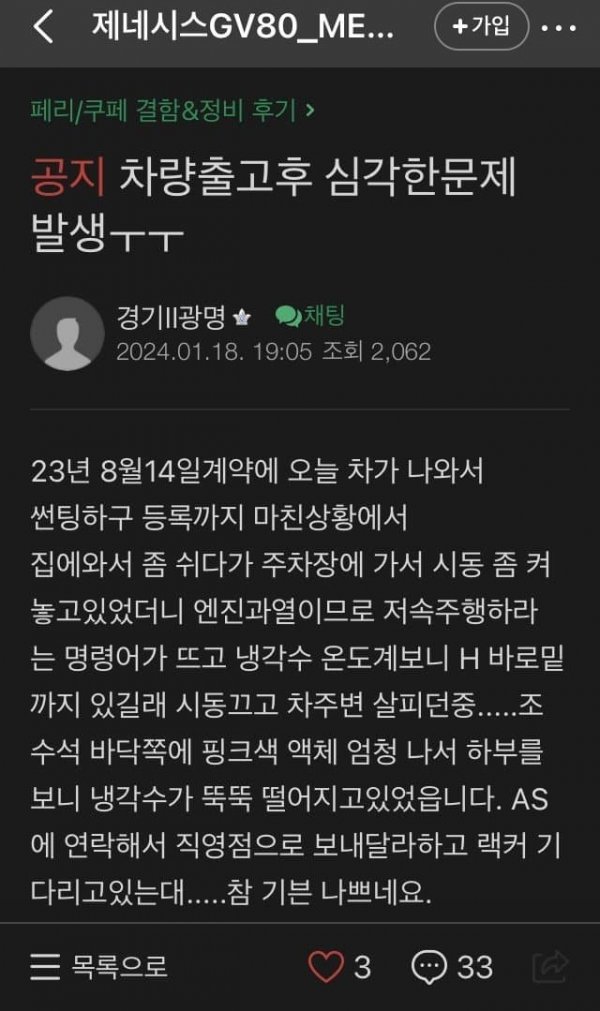 제네시스GV80_ME...
+가입
페리/쿠페 결함&정비 후기 >
공지 차량출고후 심각한문제
발생ㅜㅜ
경기||광명
채팅
2024.01.18. 19:05 조회 2,062
23년 8월14일계약에 오늘 차가 나와서
썬팅하구 등록까지 마친상황에서
집에와서 좀 쉬다가 주차장에 가서 시동 좀 켜
놓고있었더니 엔진과열이므로 저속주행하라
는 명령어가 뜨고 냉각수 온도계보니 H 바로밑
까지 있길래 시동끄고 차주변 살피던중.....조
수석 바닥쪽에 핑크색 액체 엄청 나서 하부를
보니 냉각수가 뚝뚝 떨어지고있었읍니다. AS
에 연락해서 직영점으로 보내달라하고 랙커 기
다리고있는대.....참 기븐 나쁘네요.
목록으로
3
33